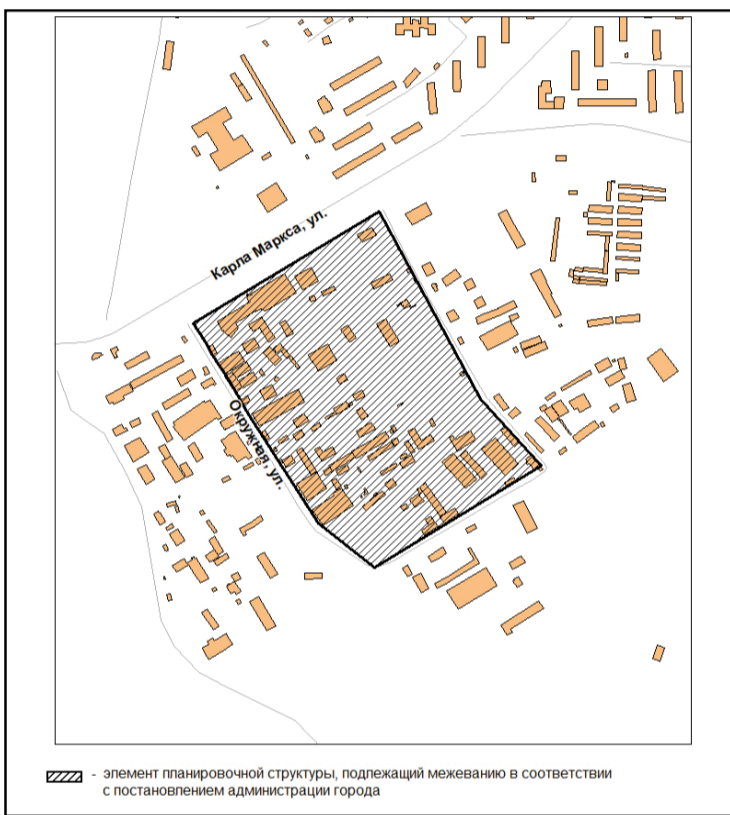 Карла Маркса, ул.
Окружная, ул.
- элемент планировочной структуры, подлежащий межеванию в соответствии
с постановлением администрации города